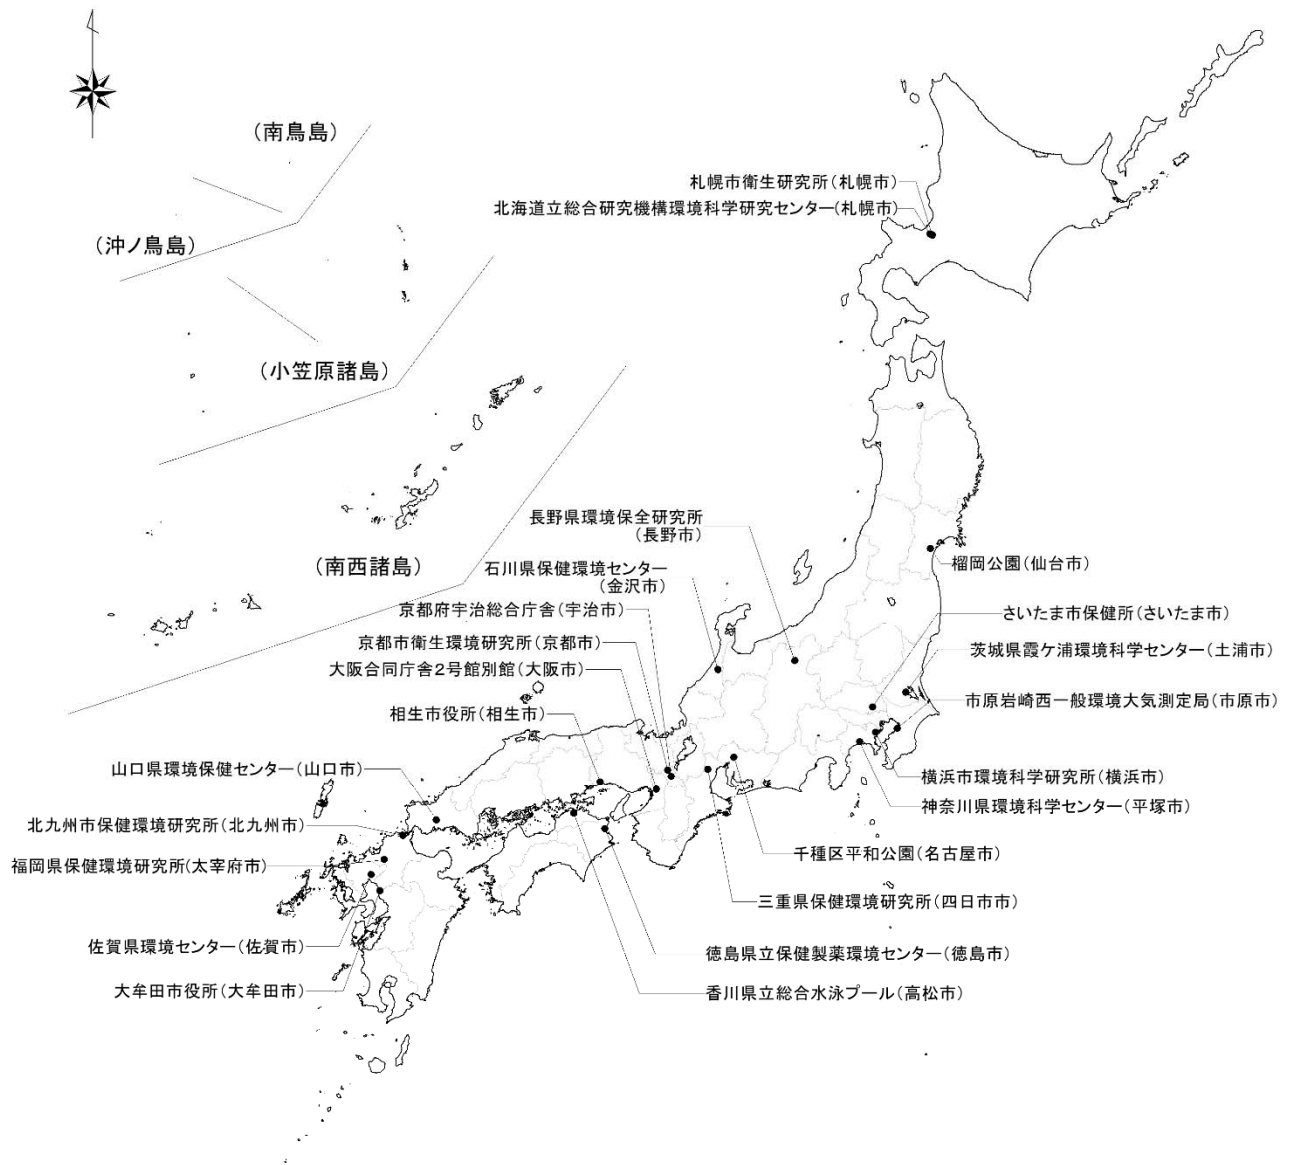 (南鳥島)
(沖ノ鳥島)
(小笠原諸島)
(南西諸島)
札幌市衛生研究所(札幌市)
北海道立総合研究機構環境科学研究センター(札幌市)
長野県環境保全研究所
(長野市)
石川県保健環境センター
(金沢市)
京都府宇治総合庁舎(宇治市)
京都市衛生環境研究所(京都市)
大阪合同庁舎2号館別館(大阪市)
相生市役所(相生市)
山口県環境保健センター(山口市)
北九州市保健環境研究所(北九州市)
福岡県保健環境研究所(太宰府市)
佐賀県環境センター(佐賀市)
大牟田市役所(大牟田市)
榴岡公園(仙台市)
さいたま市保健所(さいたま市)
茨城県霞ケ浦環境科学センター(土浦市)
市原岩崎西一般環境大気測定局(市原市)
横浜市環境科学研究所(横浜市)
神奈川県環境科学センター(平塚市)
千種区平和公園(名古屋市)
三重県保健環境研究所(四日市市)
徳島県立保健製薬環境センター(徳島市)
香川県立総合水泳プール(高松市)